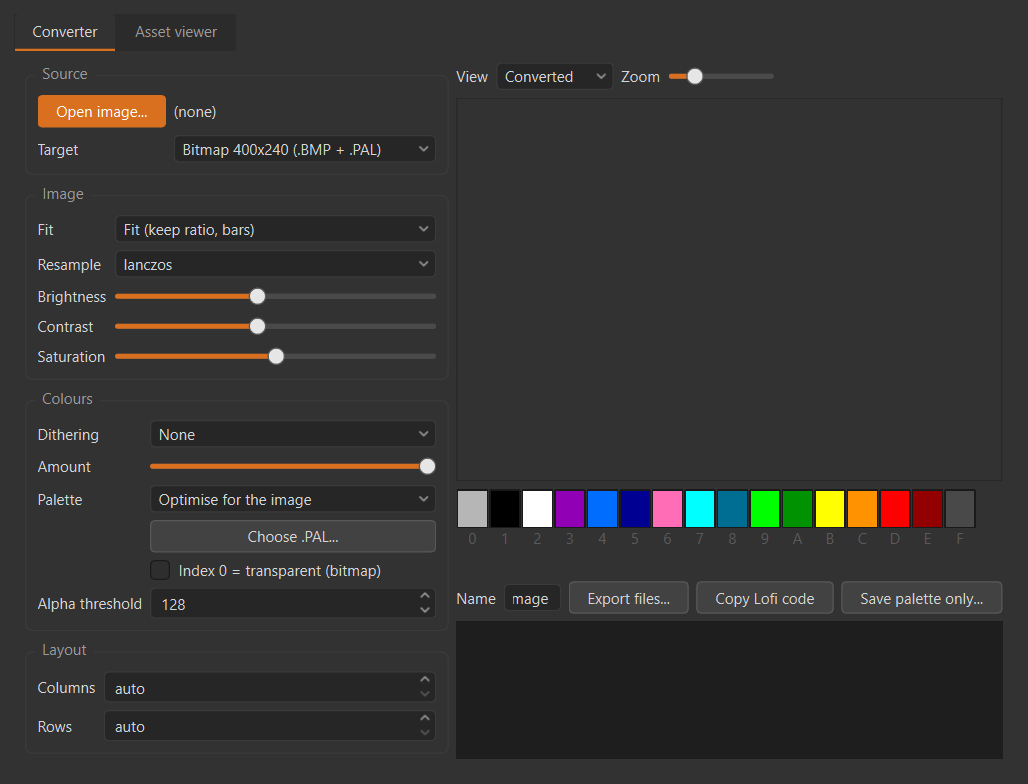 Converter Asset viewer
Source
Open image... (none)
Target Bitmap 400x240 (.BMP + .PAL)
Image
Fit Fit (keep ratio, bars)
Resample lanczos
Brightness
Contrast
Saturation
Colours
Dithering None
Amount
Palette Optimise for the image
Choose .PAL...
Index 0 = transparent (bitmap)
Alpha threshold 128
Layout
Columns auto
Rows auto
View Converted Zoom
0 1 2 3 4 5 6 7 8 9 A B C D E F
Name mage Export files... Copy Lofi code Save palette only...